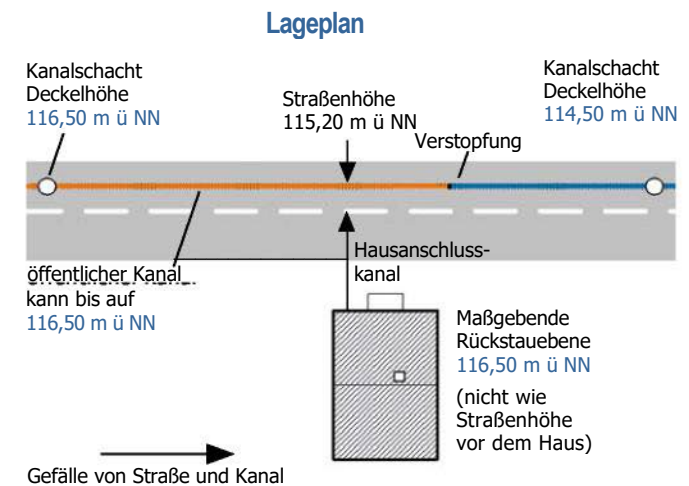 Lageplan
Kanalschacht
Deckelhöhe
116,50 m ü NN
Straßenhöhe
115,20 m ü NN
Kanalschacht
Deckelhöhe
114,50 m ü NN
Verstopfung
öffentlicher Kanal
kann bis auf
116,50 m ü NN
Hausanschluss-
kanal
Maßgebende
Rückstauebene
116,50 m ü NN
(nicht wie
Straßenhöhe
vor dem Haus)
Gefälle von Straße und Kanal